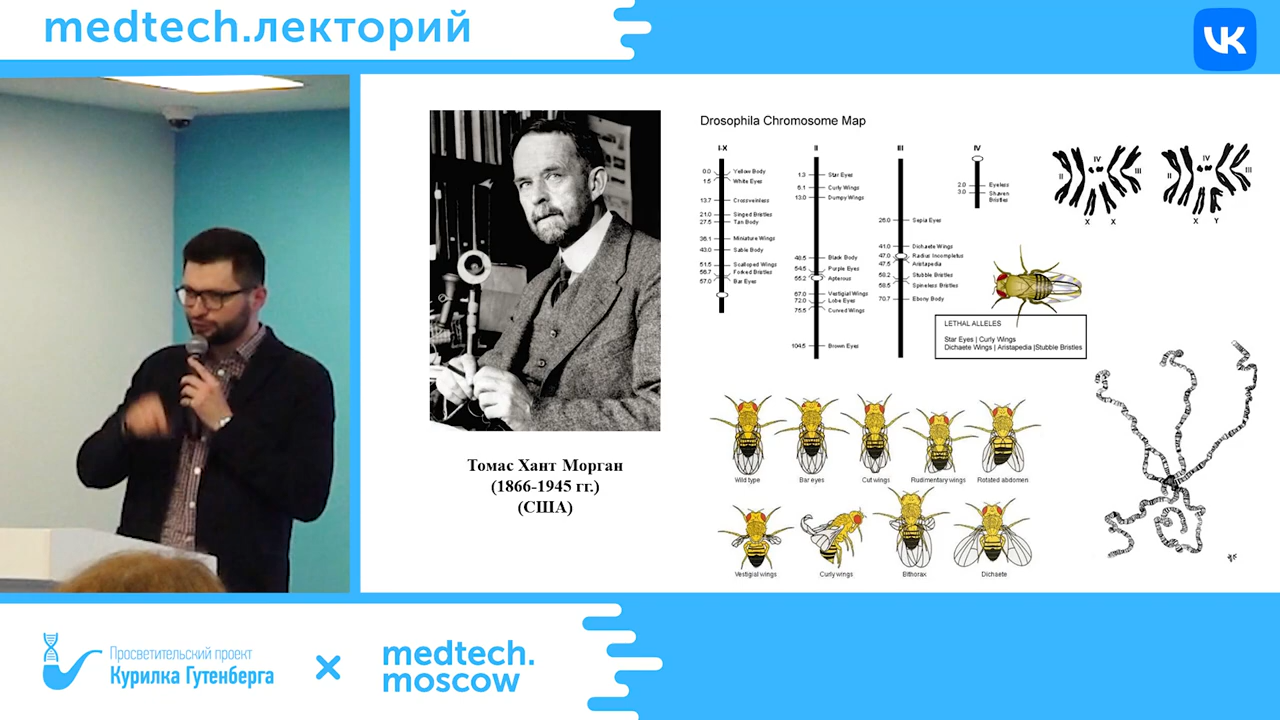 medtech.лекторий
VK
Drosophila Chromosome Map
I-X
0.0 Yellow Body
1.5 White Eyes
13.7 Crossveinless
21.0 Singed Bristles
27.5 Tan Body
36.1 Miniature Wings
43.0 Sable Body
51.5 Scalloped Wings
56.7 Forked Bristles
57.0 Bar Eyes
II
1.3 Star Eyes
6.1 Curly Wings
13.0 Dumpy Wings
48.5 Black Body
54.5 Purple Eyes
55.2 Apterous
67.0 Vestigial Wings
72.0 Lobe Eyes
75.5 Curved Wings
104.5 Brown Eyes
III
26.0 Sepia Eyes
41.0 Dichaete Wings
47.0 Radius Incompletus
47.5 Aristapedia
58.2 Stubble Bristles
58.5 Spineless Bristles
70.7 Ebony Body
IV
2.0 Eyeless
3.0 Shaven
Bristles
IV
II III
X X
IV
II III
X Y
LETHAL ALLELES
Star Eyes | Curly Wings
Dichaete Wings | Aristapedia |Stubble Bristles
Wild type
Bar eyes
Cut wings
Rudimentary wings
Rotated abdomen
Vestigial wings
Curly wings
Bithorax
Dichaete
Томас Хант Морган
(1866-1945 гг.)
(США)
Просветительский проект
Курилка Гутенберга
medtech.
moscow